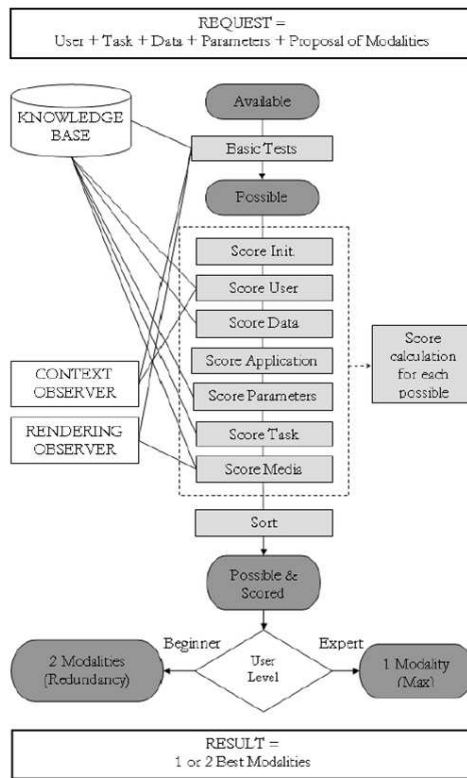 REQUEST =
User + Task + Data + Parameters + Proposal of Modalities
KNOWLEDGE
BASE
Available
Basic Tests
Possible
Score Init.
Score User
Score Data
Score Application
Score Parameters
Score Task
Score Media
Score
calculation
for each
possible
CONTEXT
OBSERVER
RENDERING
OBSERVER
Sort
Possible &
Scored
Beginner
Expert
User
Level
2 Modalities
(Redundancy)
1 Modality
(Max)
RESULT =
1 or 2 Best Modalities